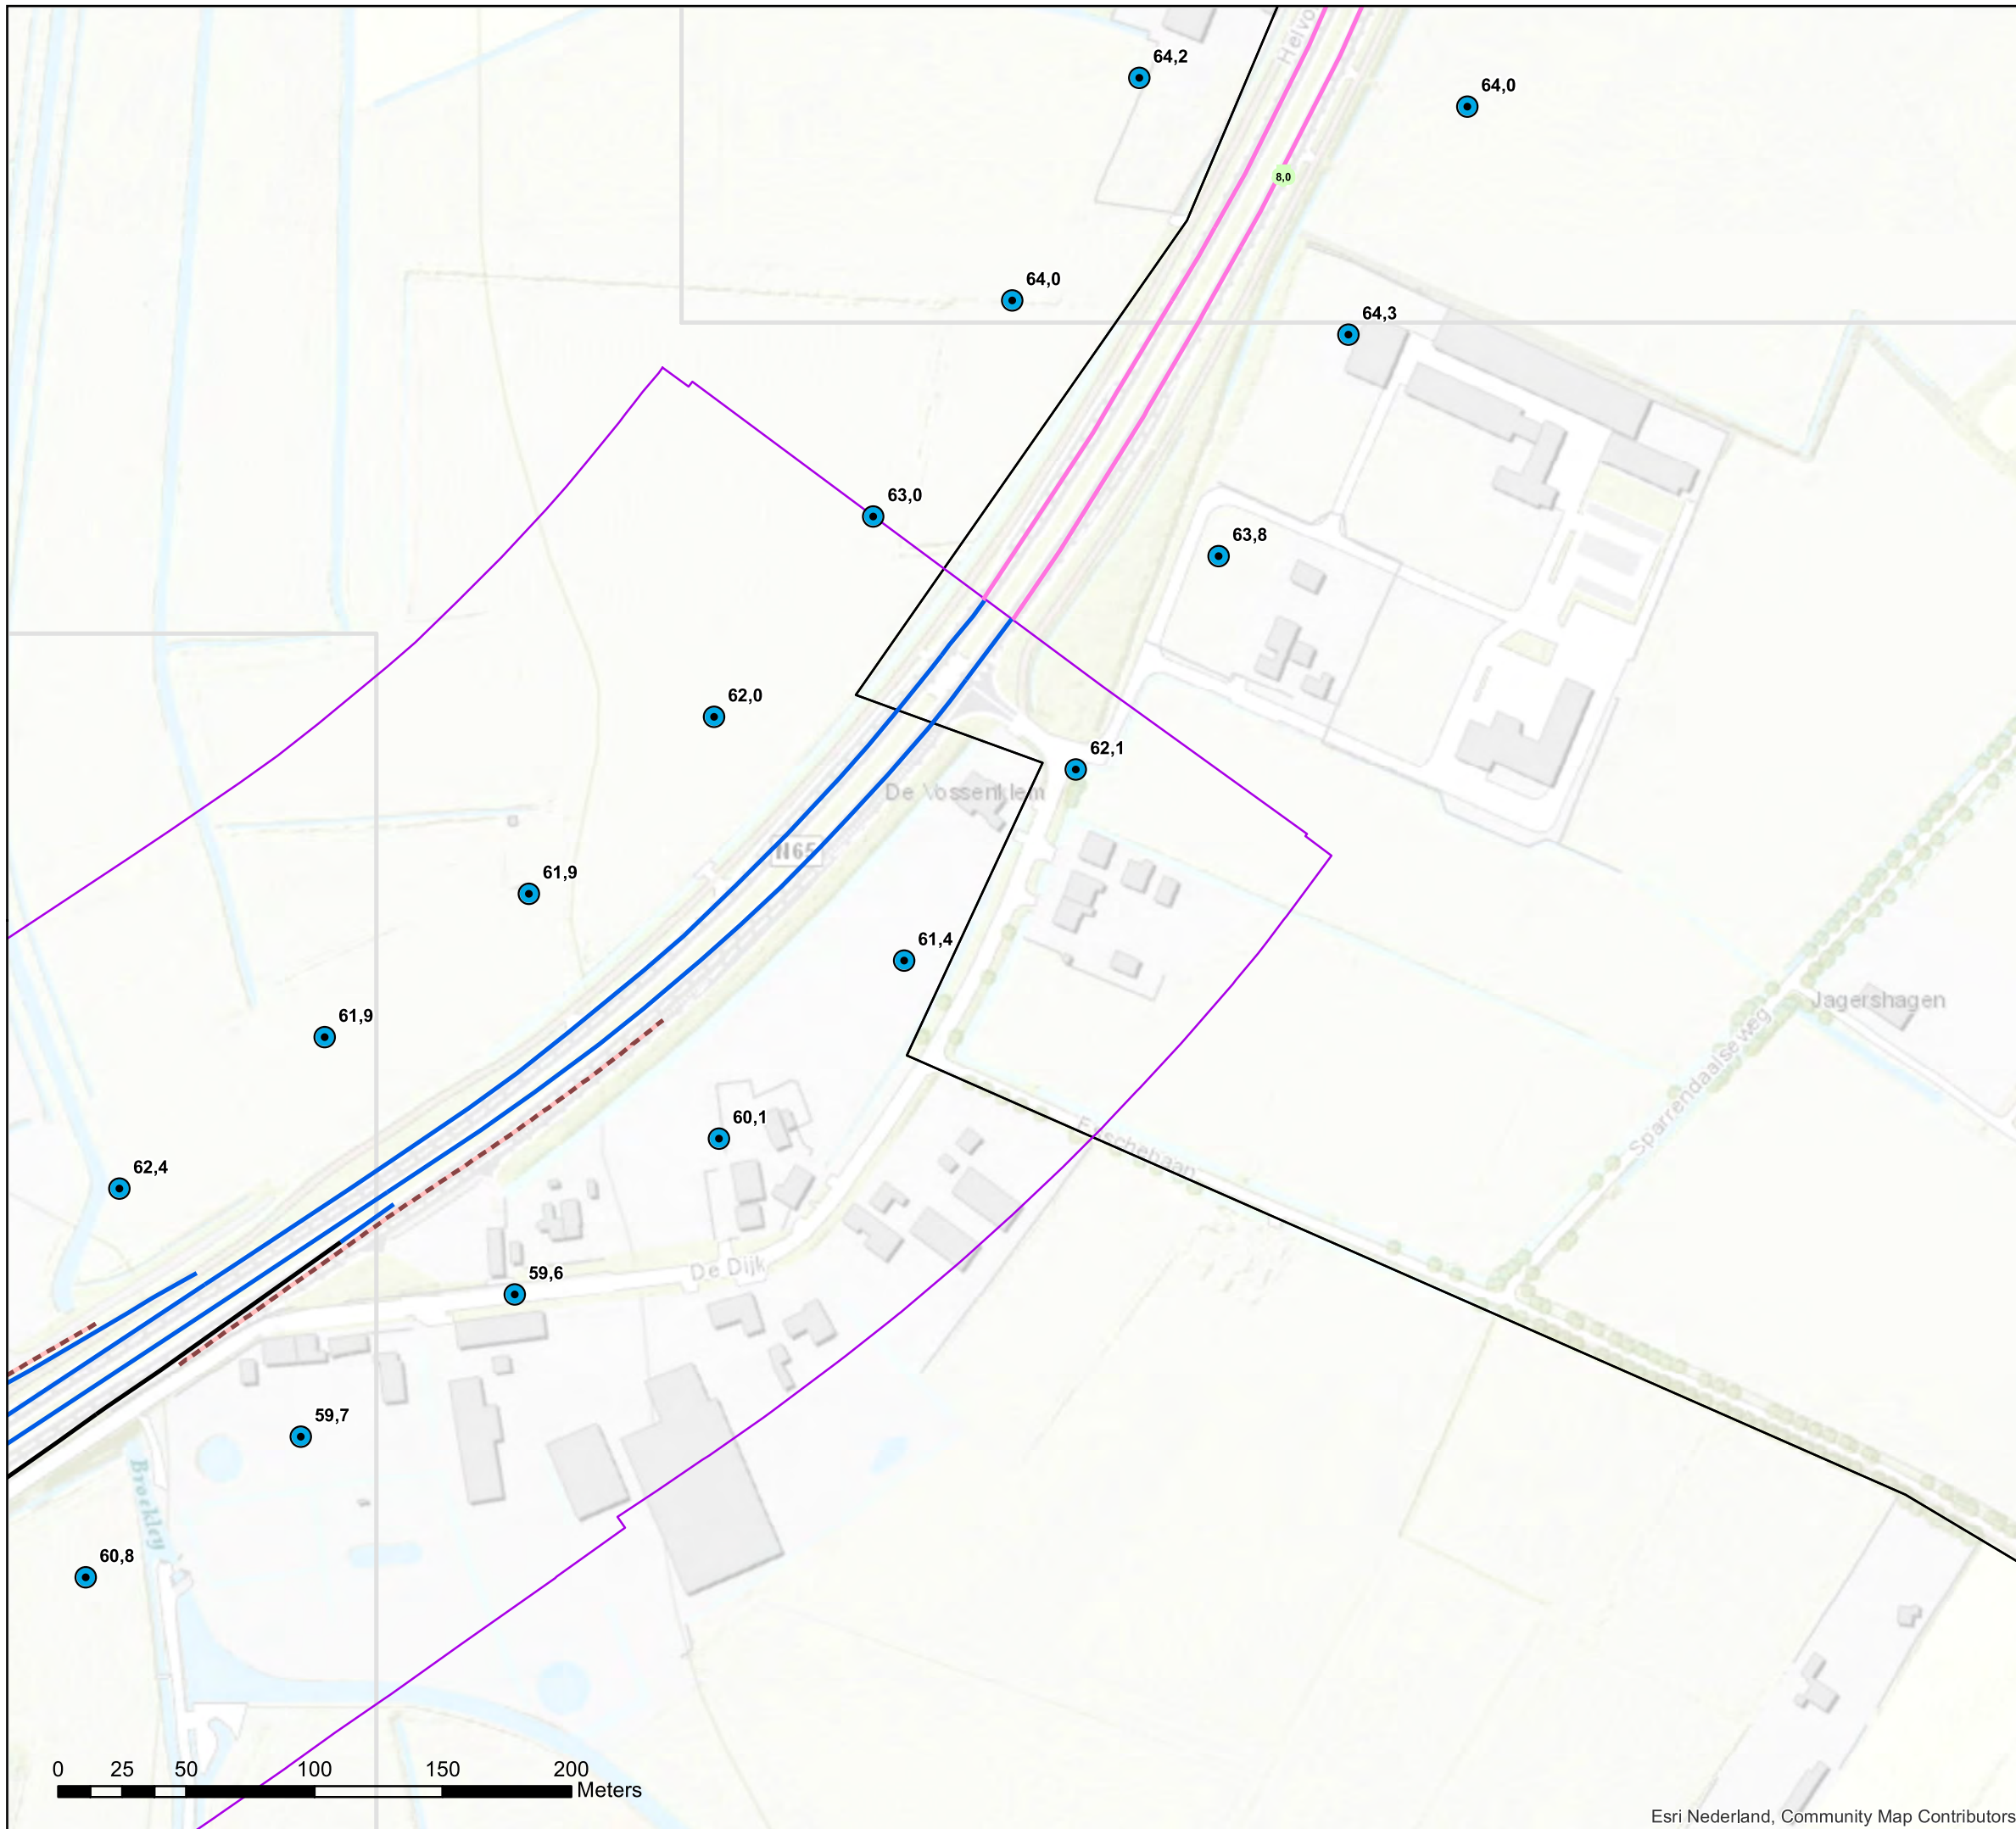 Helvo
64,2
64,0
8,0
64,0
64,3
63,0
63,8
62,0
62,1
De Vossenklem
N65
61,9
61,4
61,9
Jagershagen
Sparrendaalseweg
60,1
Esschebaan
62,4
De Dijk
59,6
59,7
Broekley
60,8
0 25 50 100 150 200
Meters
Esri Nederland, Community Map Contributors